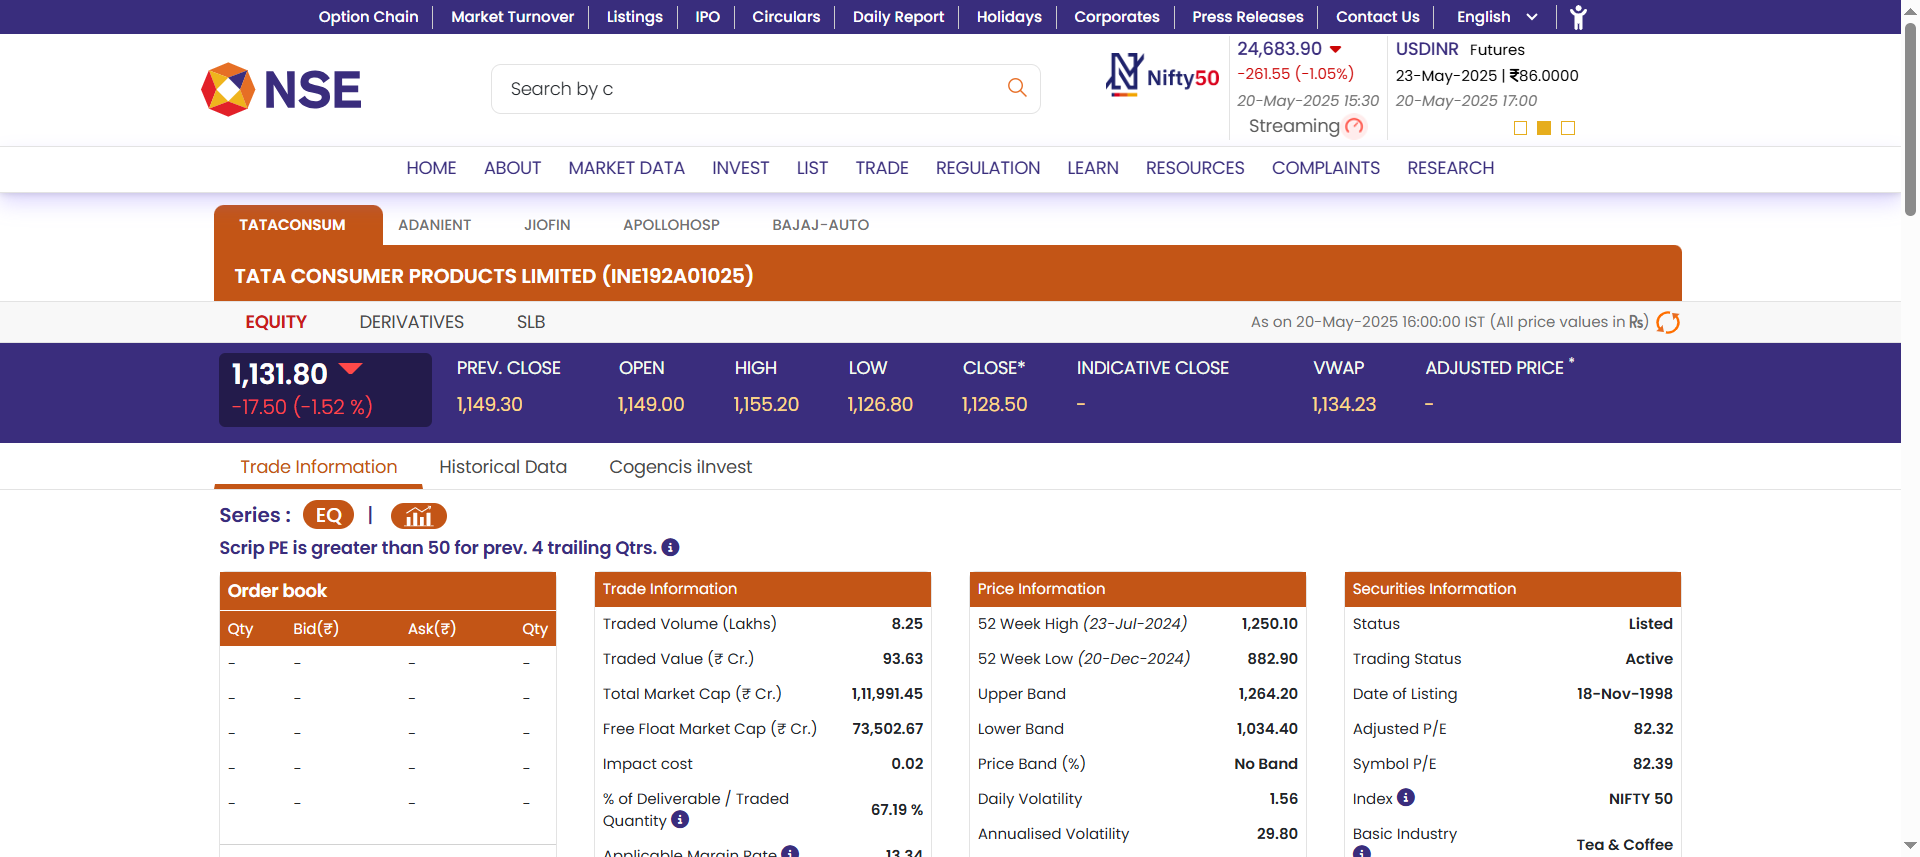 Option Chain | Market Turnover | Listings | IPO | Circulars | Daily Report | Holidays | Corporates | Press Releases | Contact Us | English
NSE
Search by c
Nifty50
24,683.90
-261.55 (-1.05%)
20-May-2025 15:30
Streaming
USDINR Futures
23-May-2025 | ₹86.0000
20-May-2025 17:00
HOME ABOUT MARKET DATA INVEST LIST TRADE REGULATION LEARN RESOURCES COMPLAINTS RESEARCH
TATACONSUM ADANIENT JIOFIN APOLLOHOSP BAJAJ-AUTO
TATA CONSUMER PRODUCTS LIMITED (INE192A01025)
EQUITY DERIVATIVES SLB As on 20-May-2025 16:00:00 IST (All price values in ₨)
1,131.80
-17.50 (-1.52 %)
PREV. CLOSE OPEN HIGH LOW CLOSE* INDICATIVE CLOSE VWAP ADJUSTED PRICE *
1,149.30 1,149.00 1,155.20 1,126.80 1,128.50 - 1,134.23 -
Trade Information Historical Data Cogencis iInvest
Series : EQ |
Scrip PE is greater than 50 for prev. 4 trailing Qtrs.
Order book
Qty Bid(₹) Ask(₹) Qty
- - - -
- - - -
- - - -
- - - -
- - - -
Trade Information
Traded Volume (Lakhs) 8.25
Traded Value (₹ Cr.) 93.63
Total Market Cap (₹ Cr.) 1,11,991.45
Free Float Market Cap (₹ Cr.) 73,502.67
Impact cost 0.02
% of Deliverable / Traded
Quantity 67.19 %
Applicable Margin Rate 13.34
Price Information
52 Week High (23-Jul-2024) 1,250.10
52 Week Low (20-Dec-2024) 882.90
Upper Band 1,264.20
Lower Band 1,034.40
Price Band (%) No Band
Daily Volatility 1.56
Annualised Volatility 29.80
Securities Information
Status Listed
Trading Status Active
Date of Listing 18-Nov-1998
Adjusted P/E 82.32
Symbol P/E 82.39
Index NIFTY 50
Basic Industry Tea & Coffee